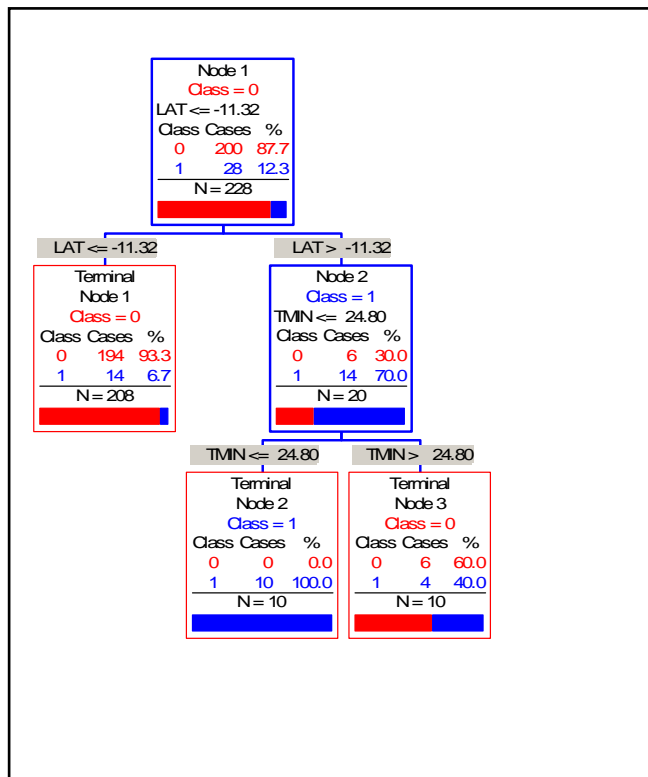 Node 1
Class = 0
LAT <= -11.32
Class Cases %
0 200 87.7
1 28 12.3
N = 228
LAT <= -11.32
LAT > -11.32
Terminal
Node 1
Class = 0
Class Cases %
0 194 93.3
1 14 6.7
N = 208
Node 2
Class = 1
TMIN <= 24.80
Class Cases %
0 6 30.0
1 14 70.0
N = 20
TMIN <= 24.80
TMIN > 24.80
Terminal
Node 2
Class = 1
Class Cases %
0 0 0.0
1 10 100.0
N = 10
Terminal
Node 3
Class = 0
Class Cases %
0 6 60.0
1 4 40.0
N = 10